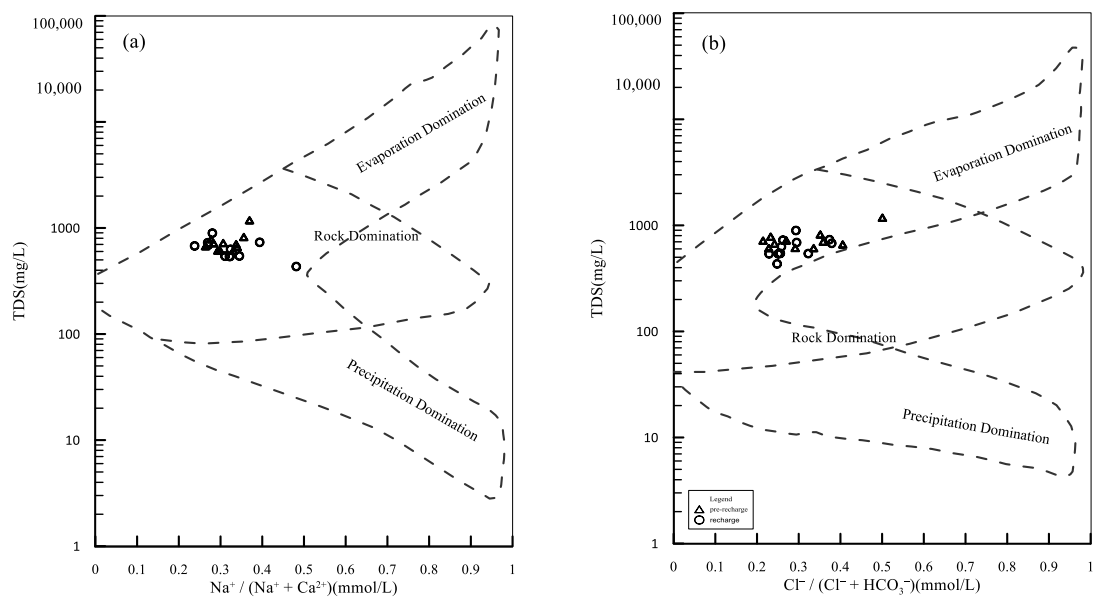 (a)
100,000
10,000
1000
100
10
1
TDS(mg/L)
Evaporation Domination
Rock Domination
Precipitation Domination
0 0.1 0.2 0.3 0.4 0.5 0.6 0.7 0.8 0.9 1
Na⁺ / (Na⁺ + Ca²⁺)(mmol/L)
(b)
100,000
10,000
1000
100
10
1
TDS(mg/L)
Evaporation Domination
Rock Domination
Precipitation Domination
Legend
pre-recharge
recharge
0 0.1 0.2 0.3 0.4 0.5 0.6 0.7 0.8 0.9 1
Cl⁻ / (Cl⁻ + HCO₃⁻)(mmol/L)